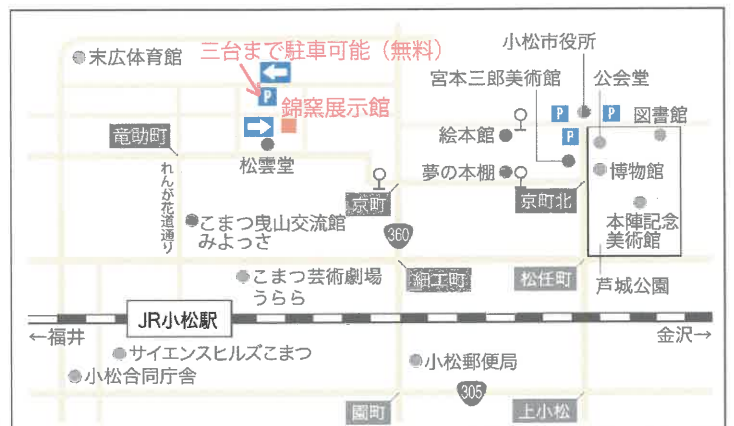 小松市役所
三台まで駐車可能（無料）
末広体育館
宮本三郎美術館
公会堂
P
P
P
P
図書館
錦窯展示館
竜助町
絵本館
松雲堂
れんが花道通り
夢の本棚
博物館
京町
京町北
本陣記念
美術館
こまつ曳山交流館
みよっさ
360
こまつ芸術劇場
うらら
細工町
松任町
芦城公園
JR小松駅
←福井
金沢→
サイエンスヒルズこまつ
小松合同庁舎
小松郵便局
305
園町
上小松